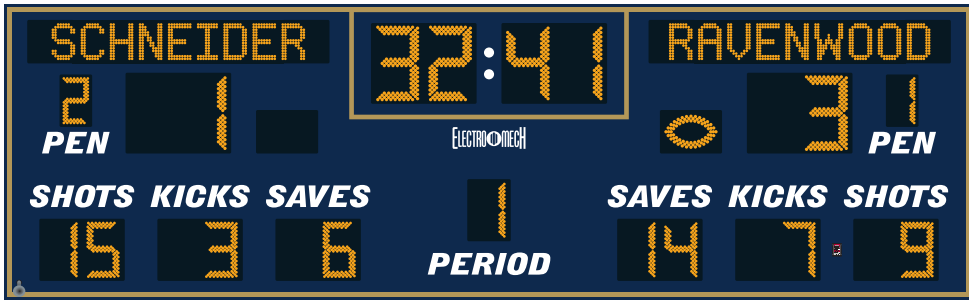 SCHNEIDER 32:41 RAVENWOOD
2 1 3 1
PEN ELECTRO-MECH PEN
SHOTS KICKS SAVES 1 SAVES KICKS SHOTS
15 3 6 PERIOD 14 7 9